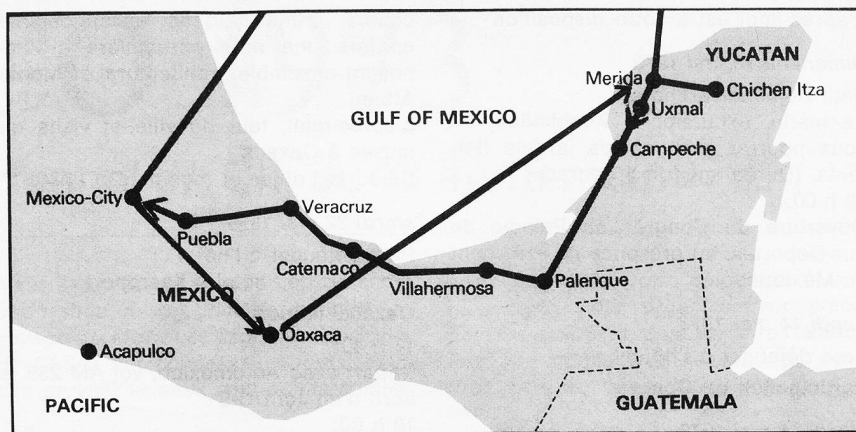 YUCATAN
Merida
Chichen Itza
Uxmal
GULF OF MEXICO
Campeche
Mexico-City
Veracruz
Puebla
Catemaco
Villahermosa
Palenque
MEXICO
Oaxaca
Acapulco
PACIFIC
GUATEMALA